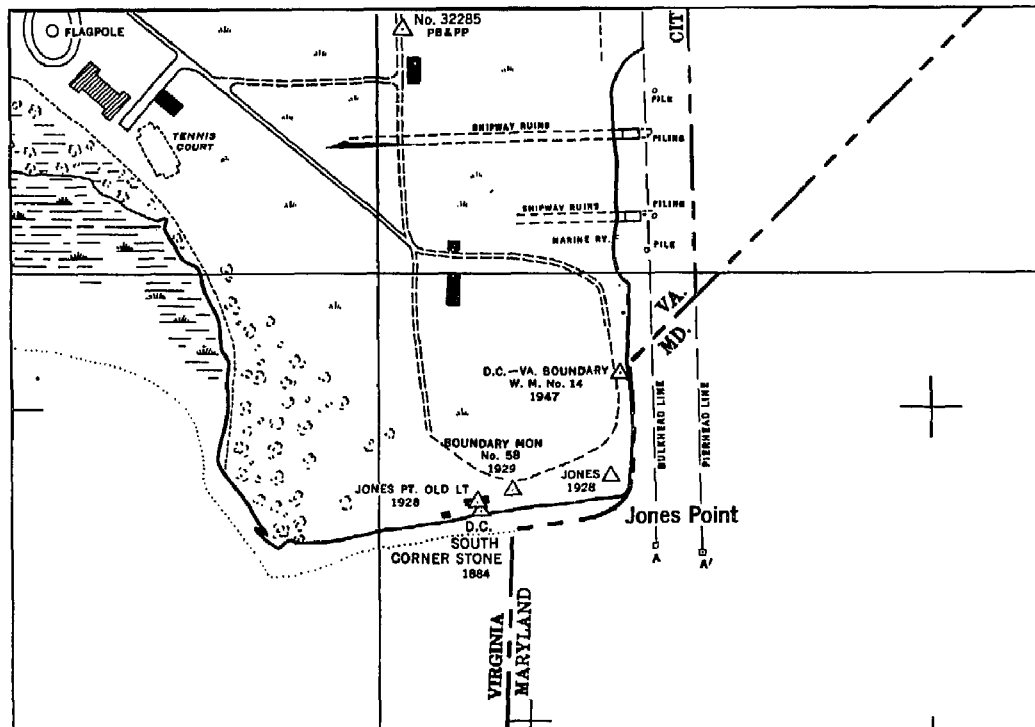 FLAGPOLE
No. 32285
PB & PP
CIT
TENNIS
COURT
PILE
SHIPWAY RUINS
PILING
SHIPWAY RUINS
PILING
MARINE RY.
PILE
VA.
MD.
D.C.—VA. BOUNDARY
W. M. No. 14
1947
BULKHEAD LINE
PIERHEAD LINE
BOUNDARY MON
No. 58
1929
JONES
1928
JONES PT. OLD LT
1928
D.C.
SOUTH
CORNER STONE
1884
Jones Point
A
A'
VIRGINIA
MARYLAND